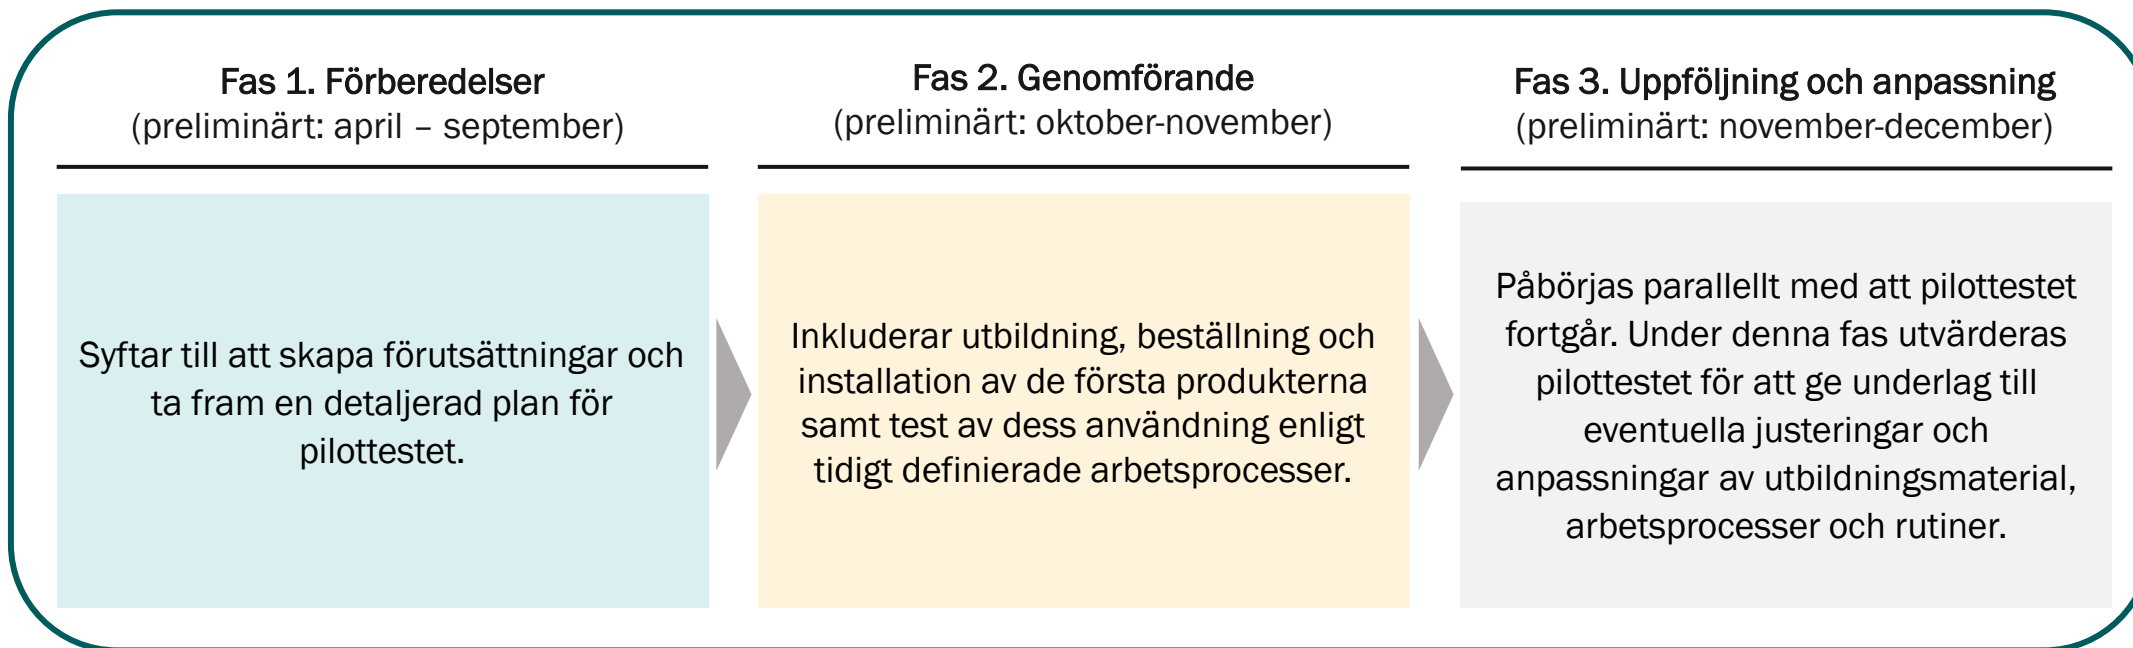 Fas 1. Förberedelser
(preliminärt: april – september)
Syftar till att skapa förutsättningar och
ta fram en detaljerad plan för
pilottestet.
Fas 2. Genomförande
(preliminärt: oktober-november)
Inkluderar utbildning, beställning och
installation av de första produkterna
samt test av dess användning enligt
tidigt definierade arbetsprocesser.
Fas 3. Uppföljning och anpassning
(preliminärt: november-december)
Påbörjas parallellt med att pilottestet
fortgår. Under denna fas utvärderas
pilottestet för att ge underlag till
eventuella justeringar och
anpassningar av utbildningsmaterial,
arbetsprocesser och rutiner.